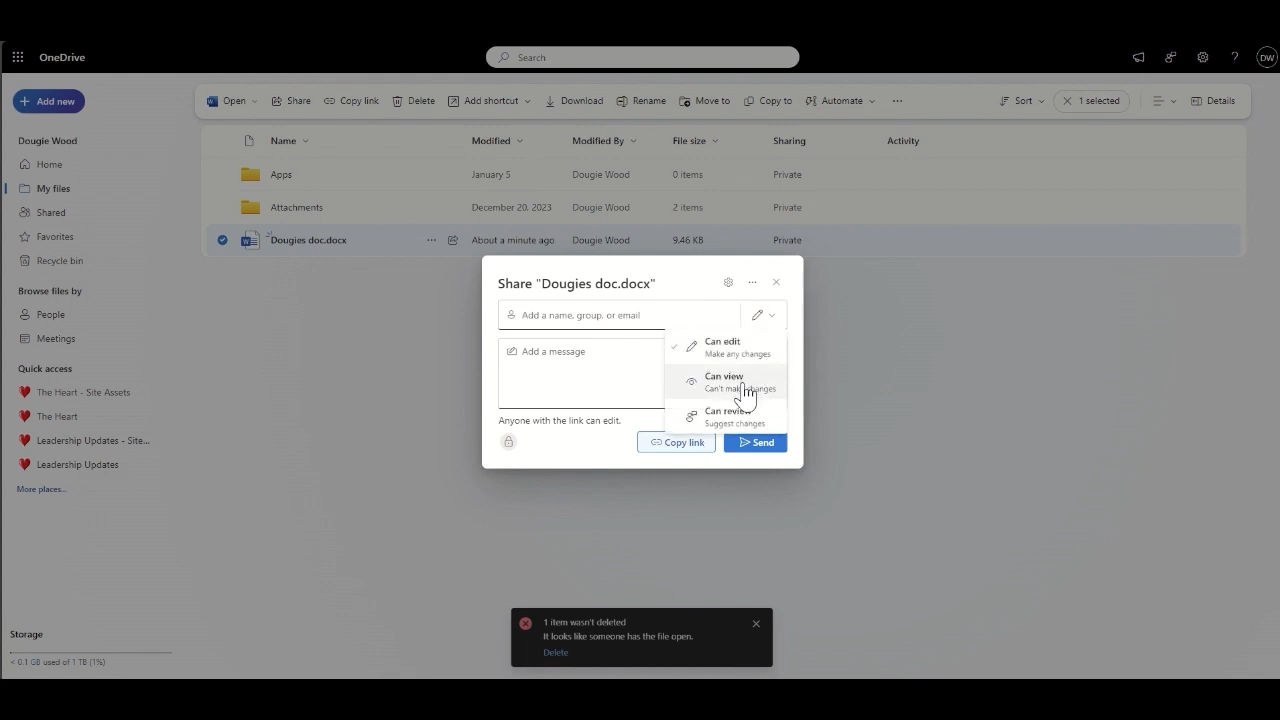 OneDrive
Search
DW
Add new
Open
Share
Copy link
Delete
Add shortcut
Download
Rename
Move to
Copy to
Automate
Sort
1 selected
Details
Dougie Wood
Home
My files
Shared
Favorites
Recycle bin
Browse files by
People
Meetings
Quick access
The Heart - Site Assets
The Heart
Leadership Updates - Site...
Leadership Updates
More places...
Storage
< 0.1 GB used of 1 TB (1%)
Name Modified Modified By File size Sharing Activity
Apps January 5 Dougie Wood 0 items Private
Attachments December 20, 2023 Dougie Wood 2 items Private
Dougies doc.docx About a minute ago Dougie Wood 9.46 KB Private
Share "Dougies doc.docx"
Add a name, group, or email
Add a message
Can edit
Make any changes
Can view
Can't make changes
Can review
Suggest changes
Anyone with the link can edit.
Copy link
Send
1 item wasn't deleted
It looks like someone has the file open.
Delete